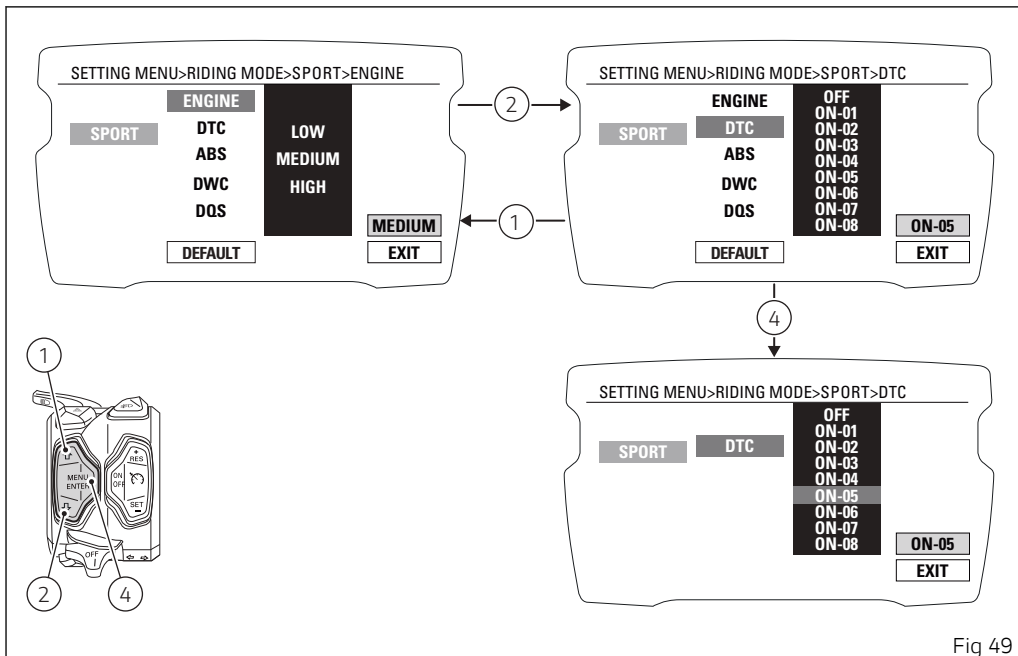 SETTING MENU>RIDING MODE>SPORT>ENGINE
SPORT
ENGINE
DTC
ABS
DWC
DQS
LOW
MEDIUM
HIGH
MEDIUM
DEFAULT
EXIT
2
1
SETTING MENU>RIDING MODE>SPORT>DTC
SPORT
ENGINE
DTC
ABS
DWC
DQS
OFF
ON-01
ON-02
ON-03
ON-04
ON-05
ON-06
ON-07
ON-08
ON-05
DEFAULT
EXIT
4
SETTING MENU>RIDING MODE>SPORT>DTC
SPORT
DTC
OFF
ON-01
ON-02
ON-03
ON-04
ON-05
ON-06
ON-07
ON-08
ON-05
EXIT
1
MENU
ENTER
ON
OFF
+
RES
SET
-
OFF
2
4
Fig 49